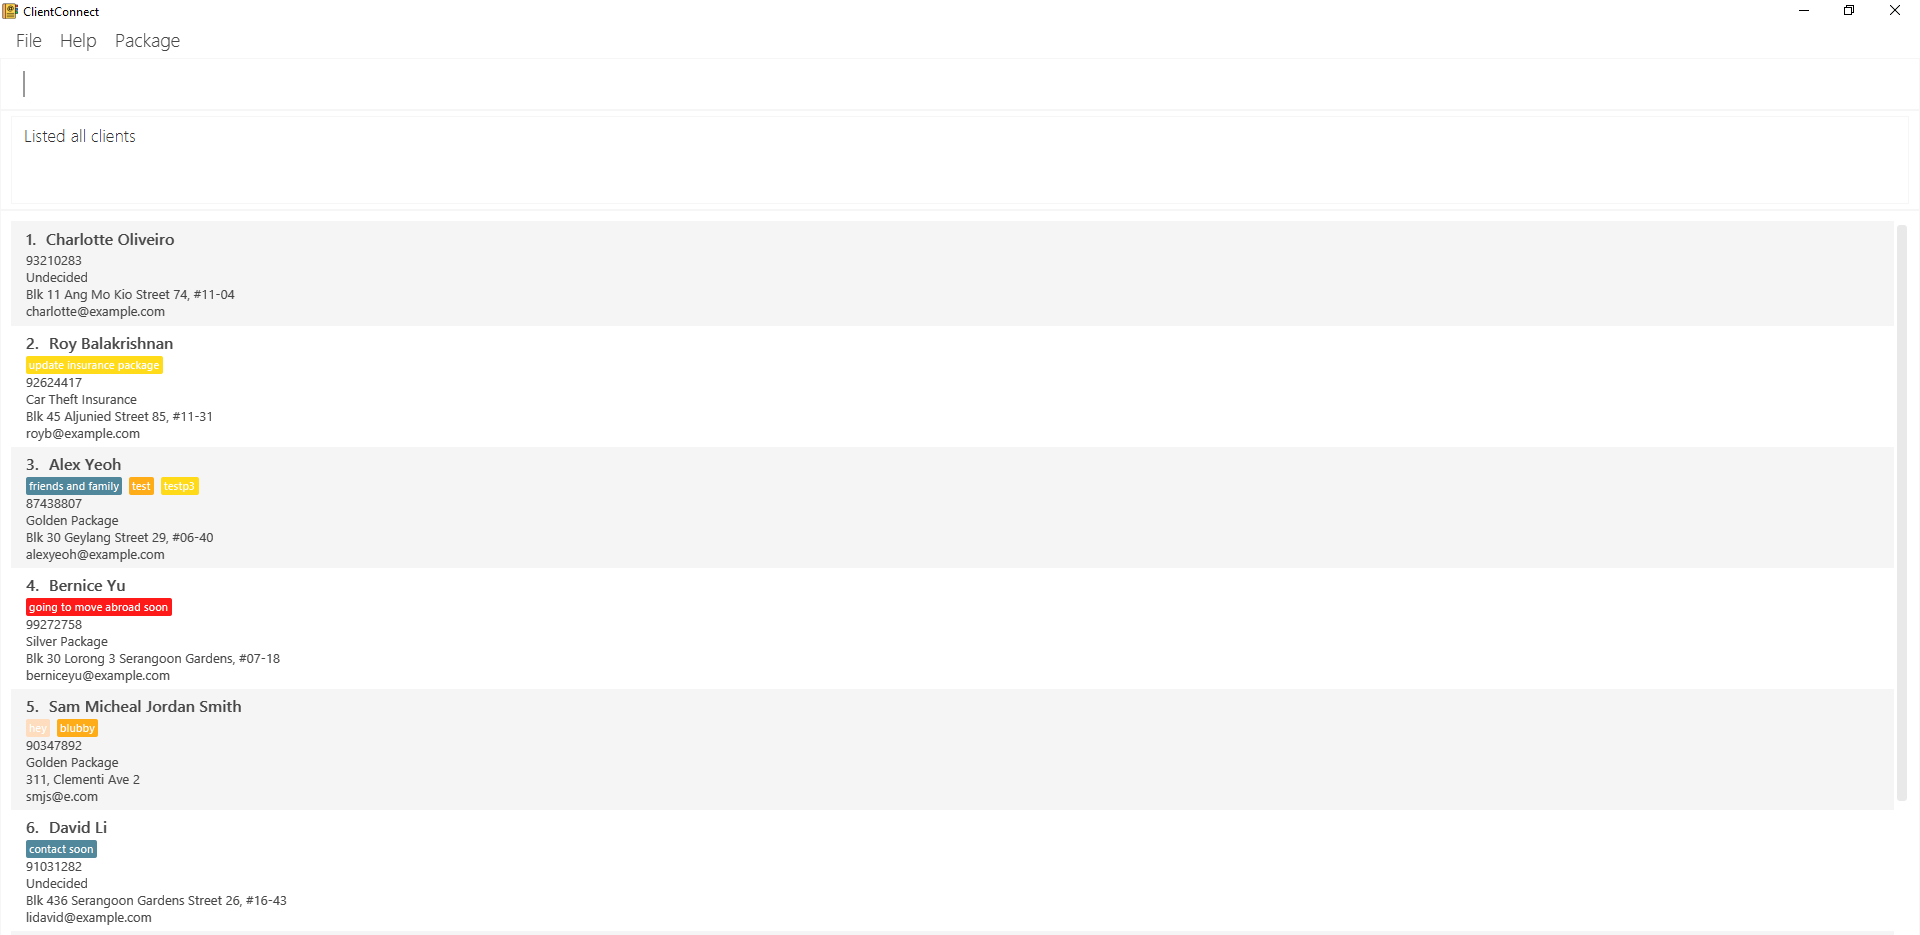 ClientConnect
File Help Package
Listed all clients
1. Charlotte Oliveiro
93210283
Undecided
Blk 11 Ang Mo Kio Street 74, #11-04
charlotte@example.com
2. Roy Balakrishnan
update insurance package
92624417
Car Theft Insurance
Blk 45 Aljunied Street 85, #11-31
royb@example.com
3. Alex Yeoh
friends and family test testp3
87438807
Golden Package
Blk 30 Geylang Street 29, #06-40
alexyeoh@example.com
4. Bernice Yu
going to move abroad soon
99272758
Silver Package
Blk 30 Lorong 3 Serangoon Gardens, #07-18
berniceyu@example.com
5. Sam Micheal Jordan Smith
hey blubby
90347892
Golden Package
311, Clementi Ave 2
smjs@e.com
6. David Li
contact soon
91031282
Undecided
Blk 436 Serangoon Gardens Street 26, #16-43
lidavid@example.com